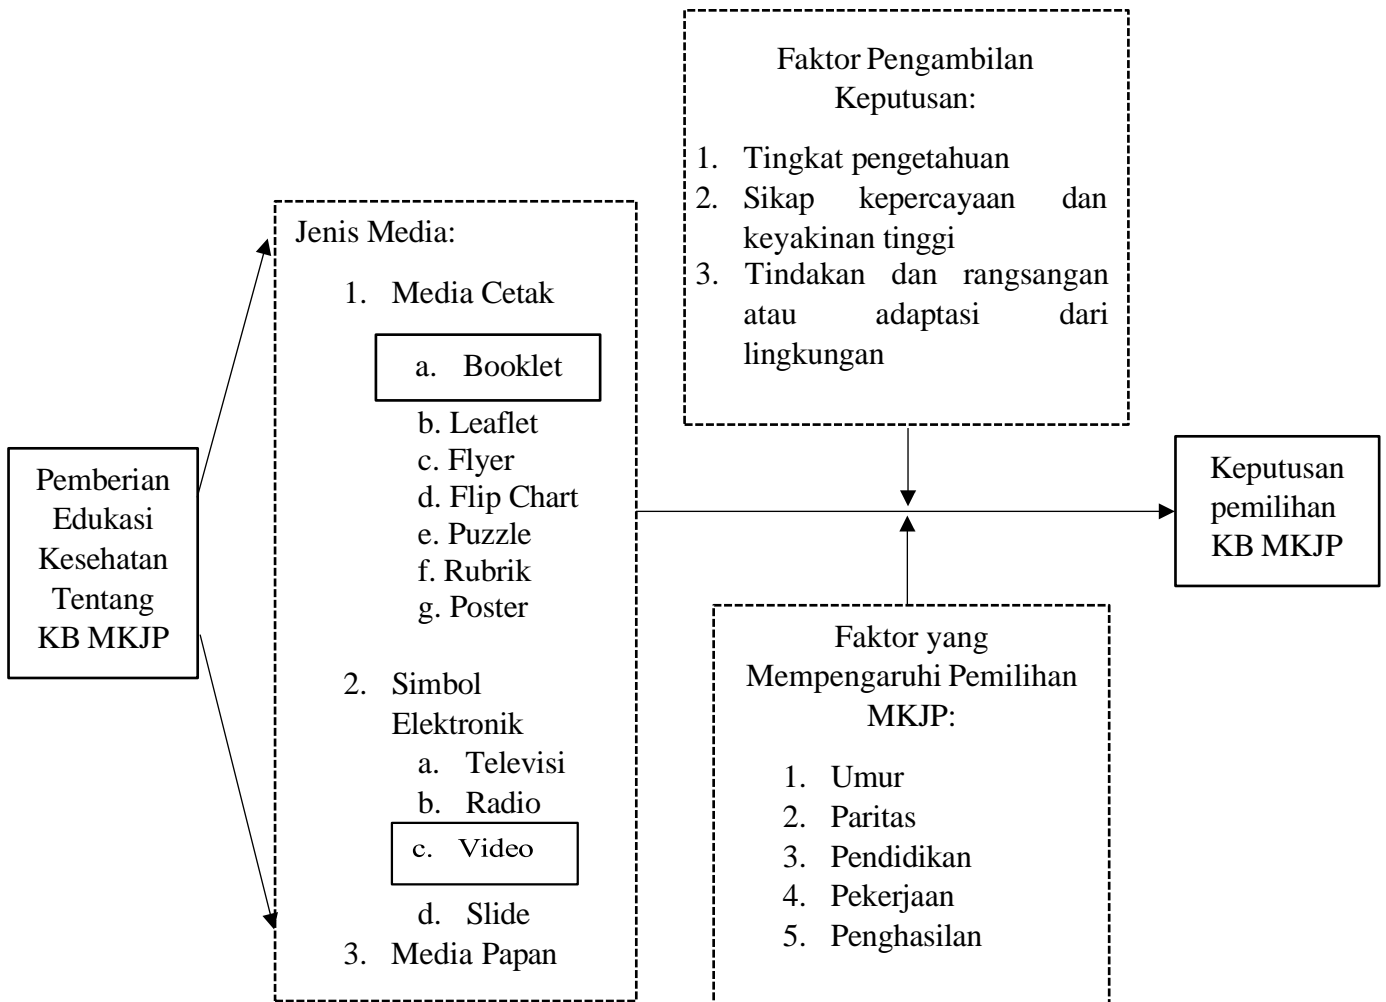 Pemberian
Edukasi
Kesehatan
Tentang
KB MKJP
Jenis Media:
1. Media Cetak
a. Booklet
b. Leaflet
c. Flyer
d. Flip Chart
e. Puzzle
f. Rubrik
g. Poster
2. Simbol
Elektronik
a. Televisi
b. Radio
c. Video
d. Slide
3. Media Papan
Faktor Pengambilan
Keputusan:
1. Tingkat pengetahuan
2. Sikap kepercayaan dan
keyakinan tinggi
3. Tindakan dan rangsangan
atau adaptasi dari
lingkungan
Faktor yang
Mempengaruhi Pemilihan
MKJP:
1. Umur
2. Paritas
3. Pendidikan
4. Pekerjaan
5. Penghasilan
Keputusan
pemilihan
KB MKJP